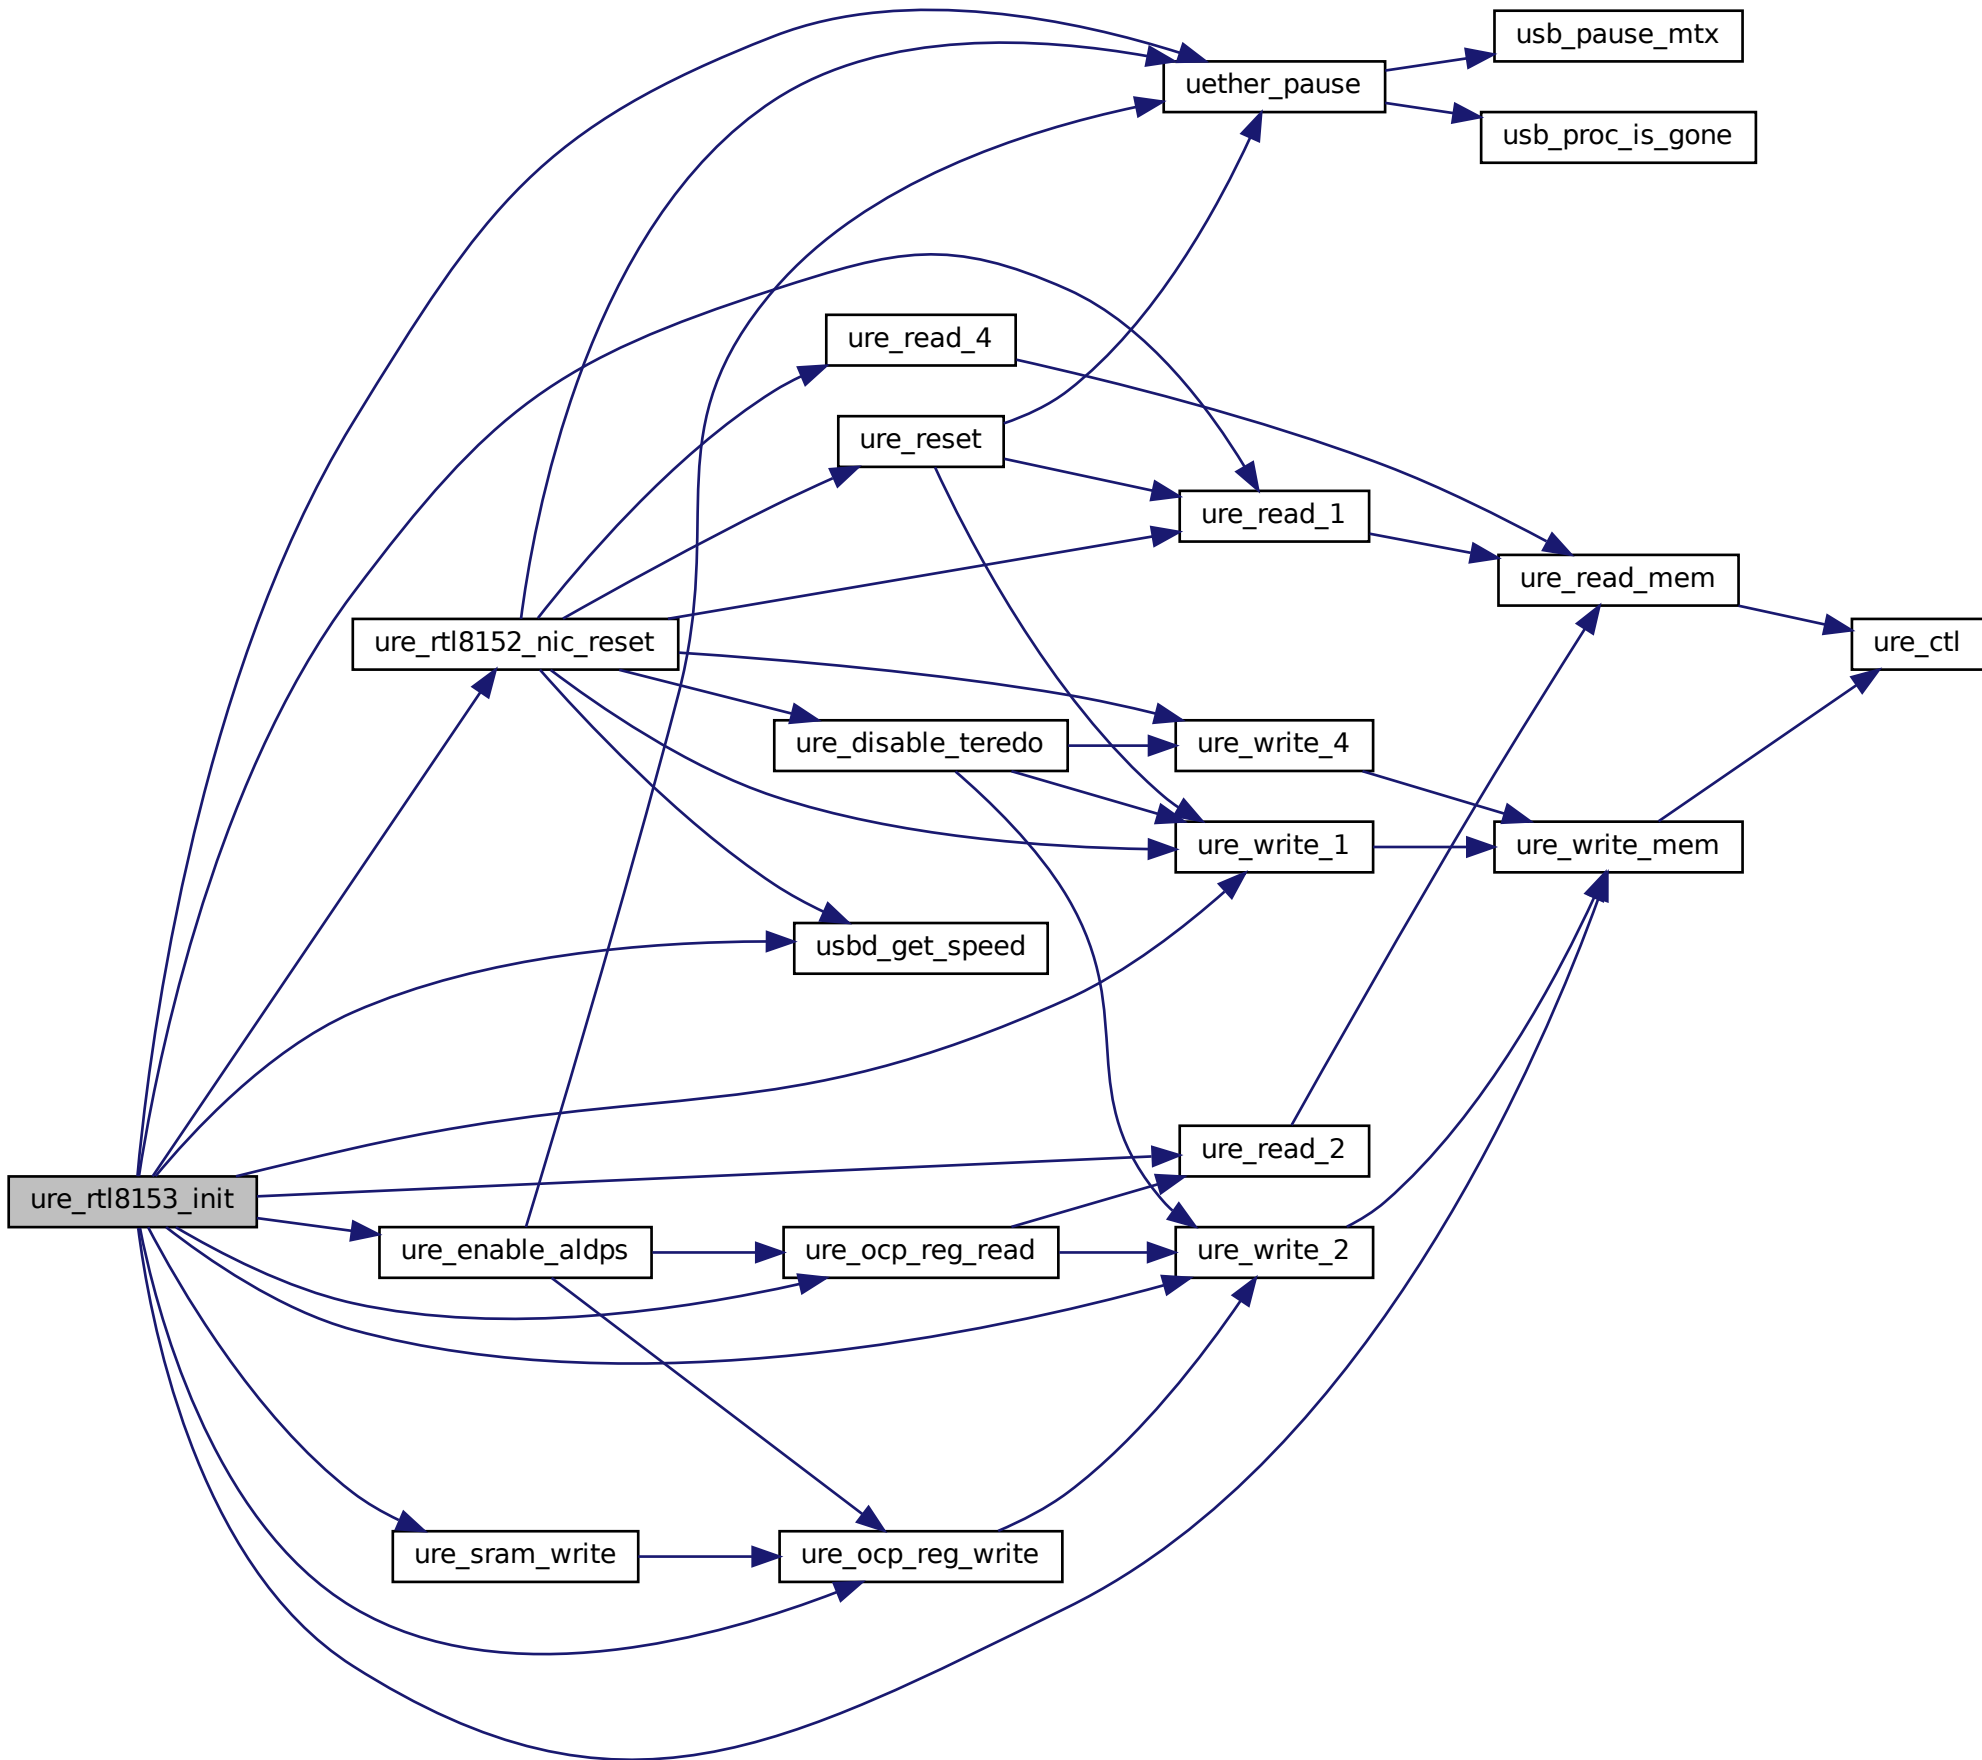 usb_pause_mtx
uether_pause
usb_proc_is_gone
ure_read_4
ure_reset
ure_read_1
ure_read_mem
ure_rtl8152_nic_reset
ure_ctl
ure_disable_teredo
ure_write_4
ure_write_1
ure_write_mem
usbd_get_speed
ure_read_2
ure_rtl8153_init
ure_enable_aldps
ure_ocp_reg_read
ure_write_2
ure_sram_write
ure_ocp_reg_write